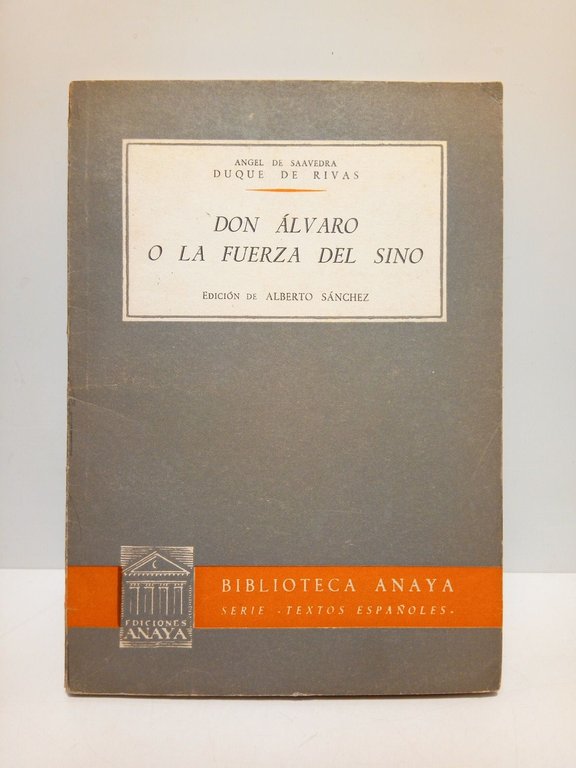 ANGEL DE SAAVEDRA
DUQUE DE RIVAS
DON ÁLVARO
O LA FUERZA DEL SINO
EDICIÓN DE ALBERTO SÁNCHEZ
BIBLIOTECA ANAYA
SERIE -TEXTOS ESPAÑOLES-
EDICIONES
ANAYA